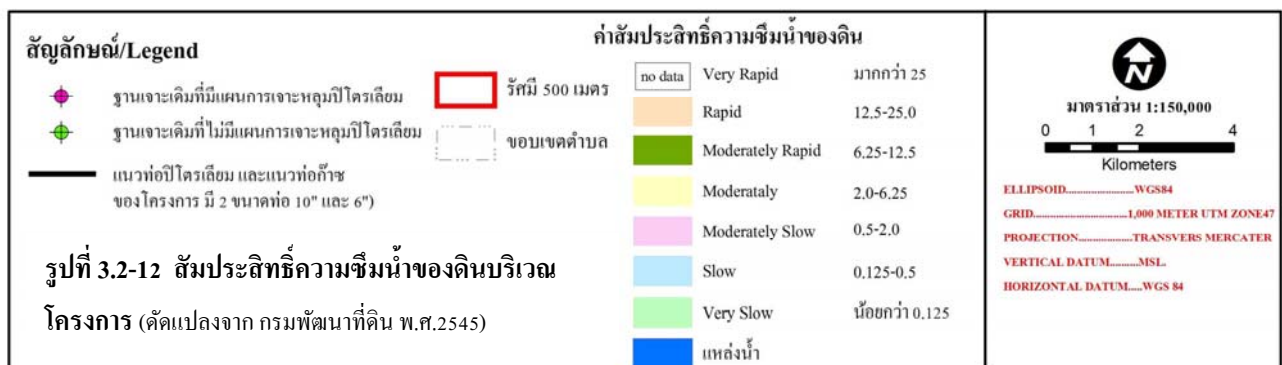 สัญลักษณ์/Legend
ฐานเจาะเดิมที่มีแผนการเจาะหลุมปิโตรเลียม
ฐานเจาะเดิมที่ไม่มีแผนการเจาะหลุมปิโตรเลียม
แนวท่อปิโตรเลียม และแนวท่อก๊าซ
ของโครงการ มี 2 ขนาดท่อ 10" และ 6")
รัศมี 500 เมตร
ขอบเขตตำบล
รูปที่ 3.2-12 สัมประสิทธิ์ความซึมน้ำของดินบริเวณ
โครงการ (ดัดแปลงจาก กรมพัฒนาที่ดิน พ.ศ.2545)
ค่าสัมประสิทธิ์ความซึมน้ำของดิน
no data Very Rapid มากกว่า 25
Rapid 12.5-25.0
Moderately Rapid 6.25-12.5
Moderataly 2.0-6.25
Moderately Slow 0.5-2.0
Slow 0.125-0.5
Very Slow น้อยกว่า 0.125
แหล่งน้ำ
N
มาตราส่วน 1:150,000
0 1 2 4
Kilometers
ELLIPSOID........................WGS84
GRID.................................1,000 METER UTM ZONE47
PROJECTION...................TRANSVERS MERCATER
VERTICAL DATUM..........MSL.
HORIZONTAL DATUM.....WGS 84